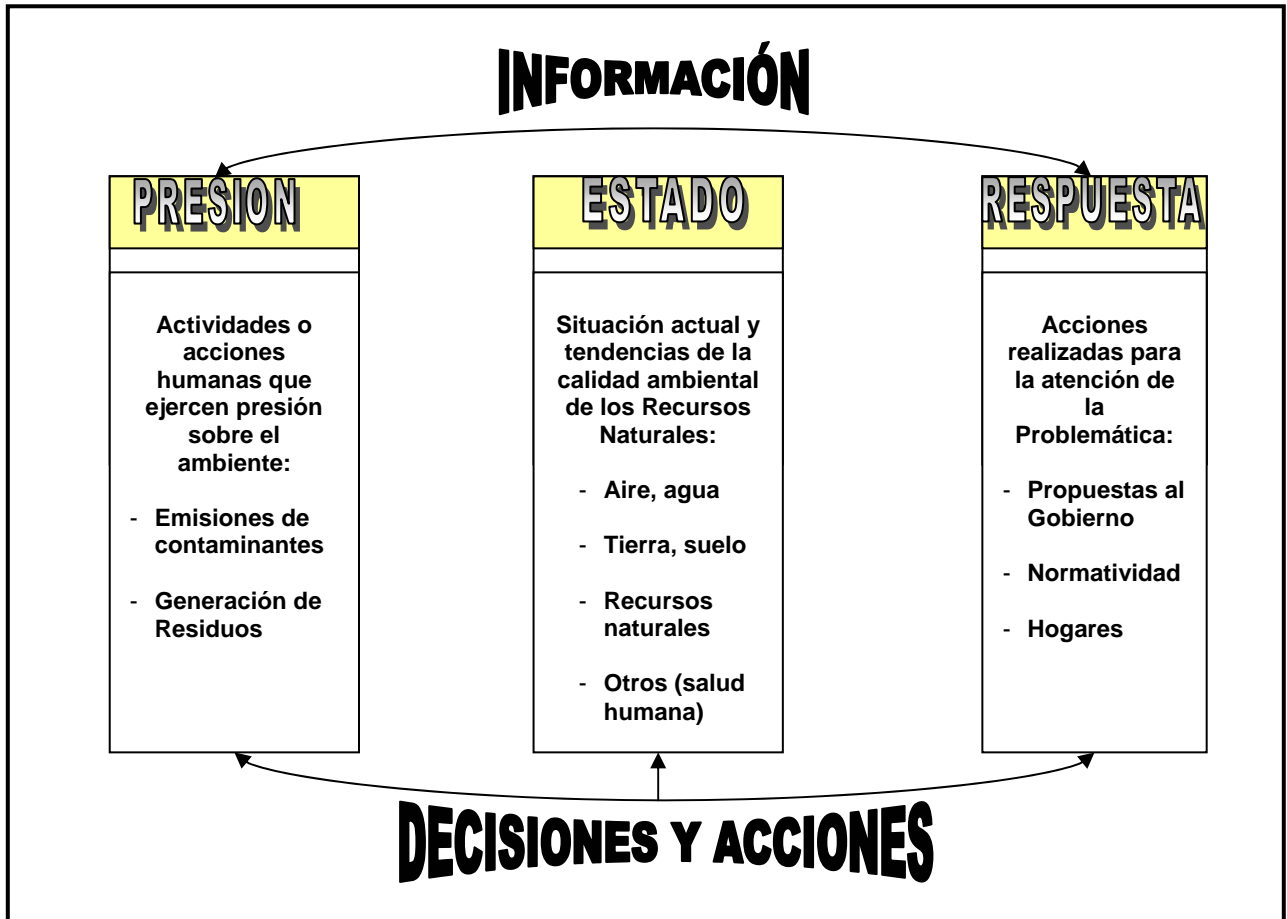 INFORMACIÓN
PRESION
Actividades o
acciones
humanas que
ejercen presión
sobre el
ambiente:
- Emisiones de
contaminantes
- Generación de
Residuos
ESTADO
Situación actual y
tendencias de la
calidad ambiental
de los Recursos
Naturales:
- Aire, agua
- Tierra, suelo
- Recursos
naturales
- Otros (salud
humana)
RESPUESTA
Acciones
realizadas para
la atención de
la
Problemática:
- Propuestas al
Gobierno
- Normatividad
- Hogares
DECISIONES Y ACCIONES